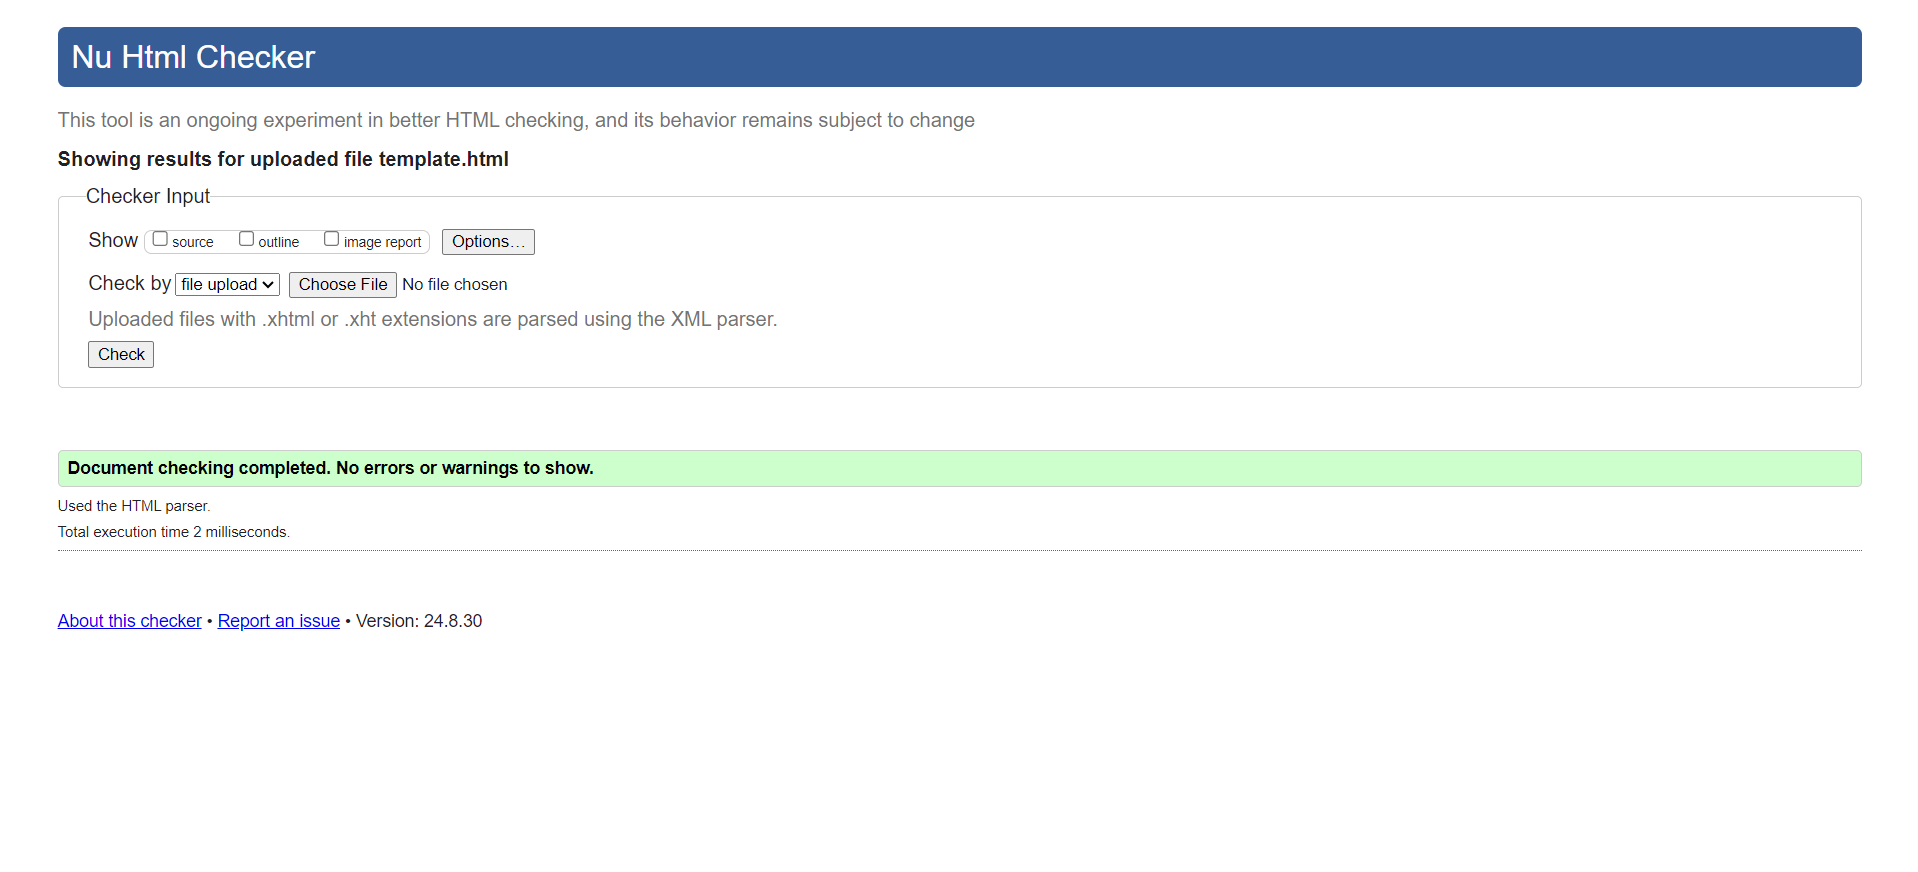 Nu Html Checker
This tool is an ongoing experiment in better HTML checking, and its behavior remains subject to change
Showing results for uploaded file template.html
Checker Input
Show source outline image report Options…
Check by file upload Choose File No file chosen
Uploaded files with .xhtml or .xht extensions are parsed using the XML parser.
Check
Document checking completed. No errors or warnings to show.
Used the HTML parser.
Total execution time 2 milliseconds.
About this checker • Report an issue • Version: 24.8.30